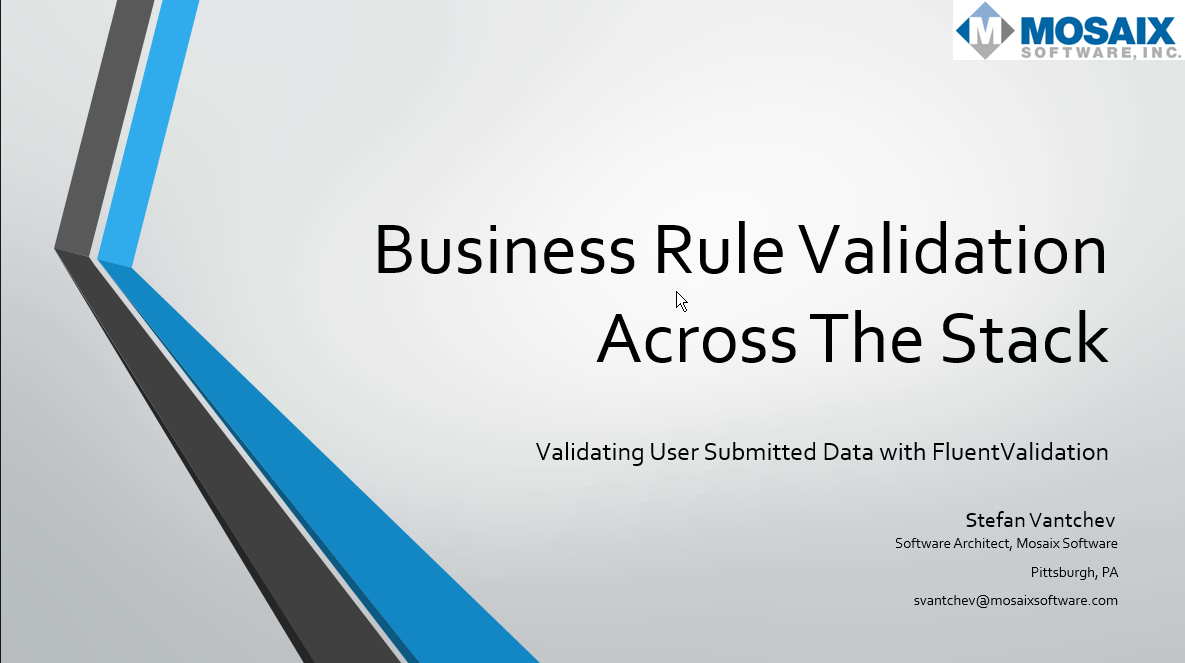 M MOSAIX
SOFTWARE, INC.
Business Rule Validation
Across The Stack
Validating User Submitted Data with FluentValidation
Stefan Vantchev
Software Architect, Mosaix Software
Pittsburgh, PA
svantchev@mosaixsoftware.com